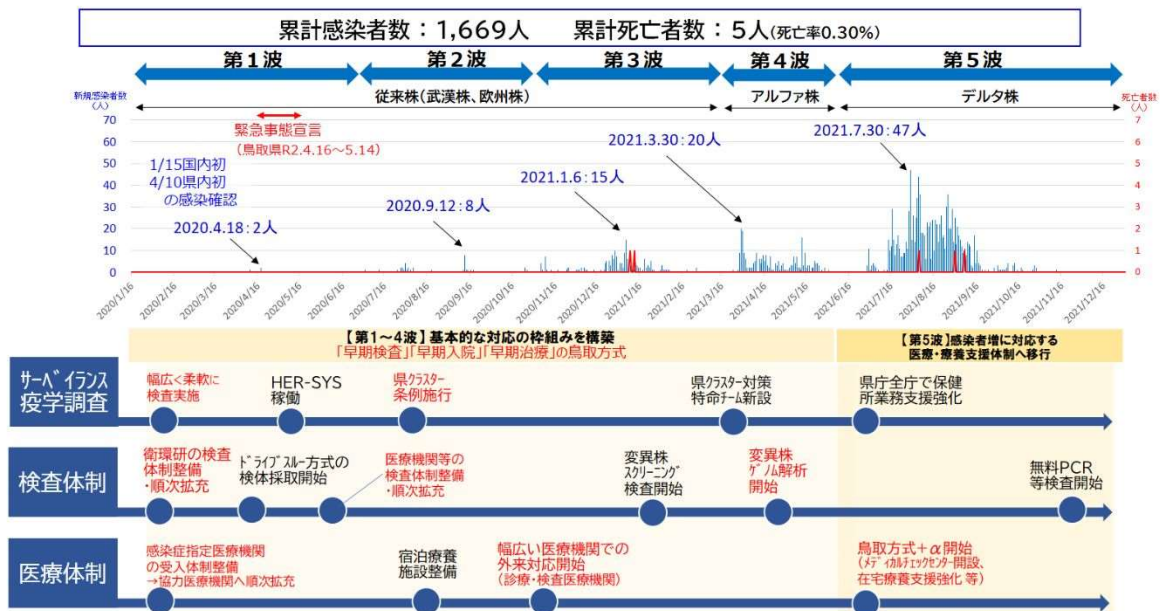 累計感染者数：1,669人 累計死亡者数：5人(死亡率0.30%)
第1波 第2波 第3波 第4波 第5波
新規感染者数
(人)
従来株(武漢株、欧州株) アルファ株 デルタ株
死亡者数
(人)
70
60
50
40
30
20
10
0
7
6
5
4
3
2
1
0
緊急事態宣言
(鳥取県R2.4.16～5.14)
1/15国内初
4/10県内初
の感染確認
2020.4.18：2人
2020.9.12：8人
2021.1.6：15人
2021.3.30：20人
2021.7.30：47人
2020/1/16 2020/2/16 2020/3/16 2020/4/16 2020/5/16 2020/6/16 2020/7/16 2020/8/16 2020/9/16 2020/10/16 2020/11/16 2020/12/16 2021/1/16 2021/2/16 2021/3/16 2021/4/16 2021/5/16 2021/6/16 2021/7/16 2021/8/16 2021/9/16 2021/10/16 2021/11/16 2021/12/16
【第1～4波】基本的な対応の枠組みを構築
「早期検査」「早期入院」「早期治療」の鳥取方式
【第5波】感染者増に対応する
医療・療養支援体制へ移行
サーベイランス
疫学調査
幅広く柔軟に
検査実施
HER-SYS
稼働
県クラスター
条例施行
県クラスター対策
特命チーム新設
県庁全庁で保健
所業務支援強化
検査体制
衛環研の検査
体制整備
・順次拡充
ドライブスルー方式の
検体採取開始
医療機関等の
検査体制整備
・順次拡充
変異株
スクリーニング
検査開始
変異株
ゲノム解析
開始
無料PCR
等検査開始
医療体制
感染症指定医療機関
の受入体制整備
→協力医療機関へ順次拡充
宿泊療養
施設整備
幅広い医療機関での
外来対応開始
(診療・検査医療機関)
鳥取方式＋α開始
(メディカルチェックセンター開設、
在宅療養支援強化 等)